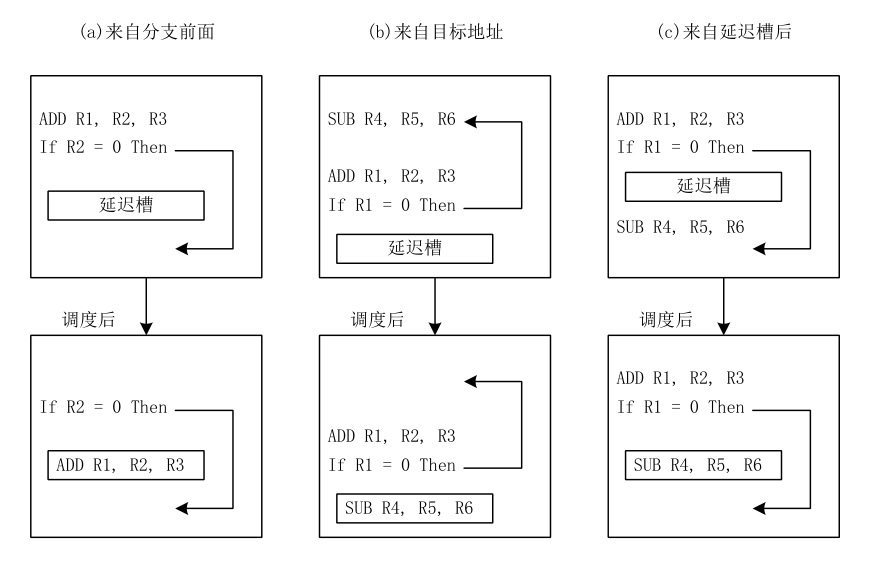 (a)来自分支前面
(b)来自目标地址
(c)来自延迟槽后
ADD R1, R2, R3
If R2 = 0 Then
延迟槽
SUB R4, R5, R6
ADD R1, R2, R3
If R1 = 0 Then
延迟槽
ADD R1, R2, R3
If R1 = 0 Then
延迟槽
SUB R4, R5, R6
调度后
调度后
调度后
If R2 = 0 Then
ADD R1, R2, R3
ADD R1, R2, R3
If R1 = 0 Then
SUB R4, R5, R6
ADD R1, R2, R3
If R1 = 0 Then
SUB R4, R5, R6